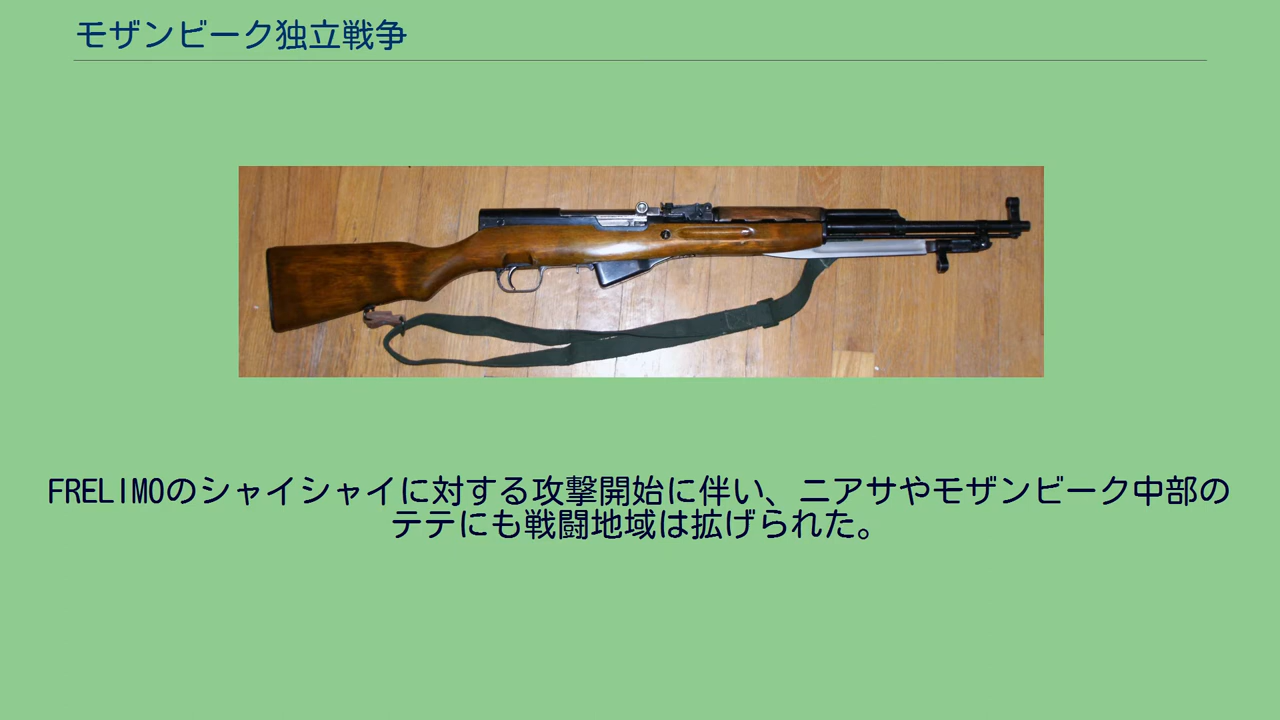 モザンビーク独立戦争
FRELIMOのシャイシャイに対する攻撃開始に伴い、ニアサやモザンビーク中部の
テテにも戦闘地域は拡げられた。